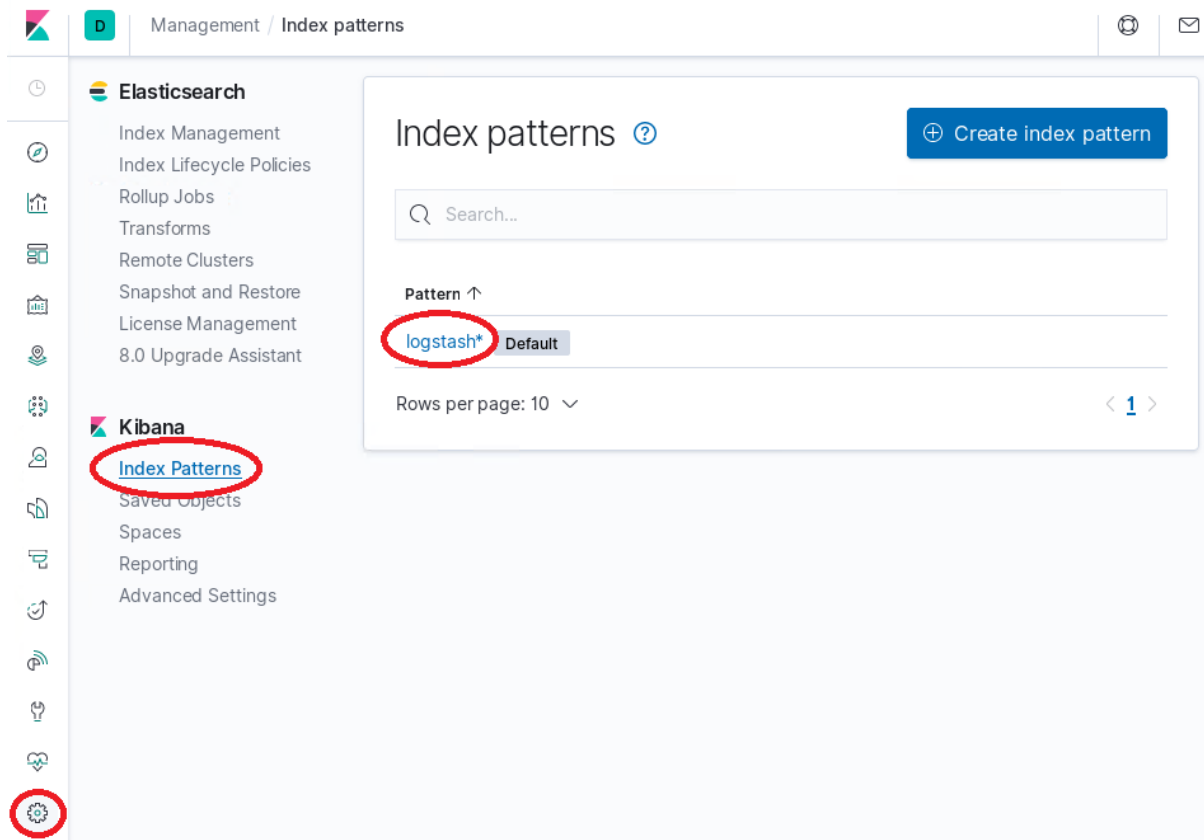 D Management / Index patterns
Elasticsearch
Index Management
Index Lifecycle Policies
Rollup Jobs
Transforms
Remote Clusters
Snapshot and Restore
License Management
8.0 Upgrade Assistant
Kibana
Index Patterns
Saved Objects
Spaces
Reporting
Advanced Settings
Index patterns ?
Create index pattern
Search...
Pattern ↑
logstash* Default
Rows per page: 10
< 1 >